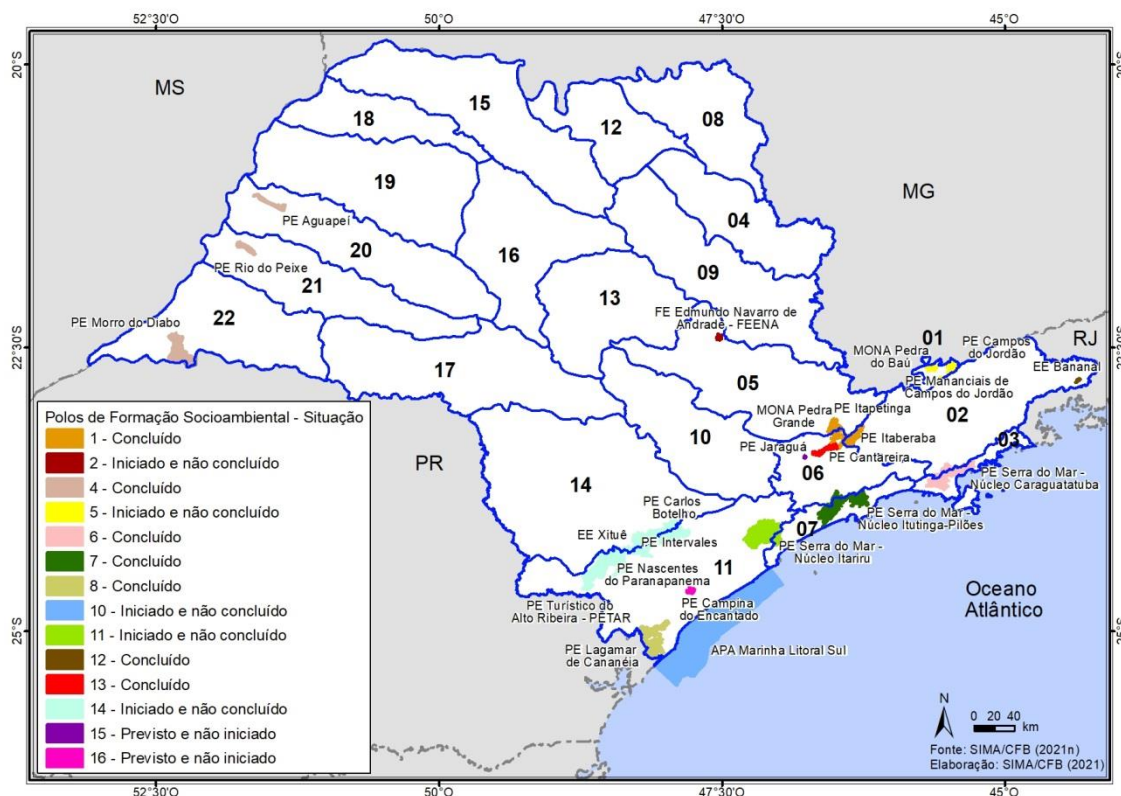 52°30'O
50°O
47°30'O
45°O
20°S
20°S
MS
15
18
12
08
19
MG
04
PE Aguapeí
16
20
09
PE Rio do Peixe
21
13
FE Edmundo Navarro de
Andrade - FEENA
PE Morro do Diabo
22
01
PE Campos
do Jordão
RJ
22°30'S
MONA Pedra
do Baú
EE Bananal
17
05
PE Mananciais de
Campos do Jordão
02
MONA Pedra
Grande
PE Itapetinga
03
10
PE Itaberaba
PE Jaraguá
PE Cantareira
PR
06
PE Serra do Mar -
Núcleo Caraguatatuba
14
PE Carlos
Botelho
PE Serra do Mar -
Núcleo Itutinga-Pilões
EE Xituê
PE Intervales
07
PE Serra do Mar -
Núcleo Itariru
PE Nascentes
do Paranapanema
11
Oceano
Atlântico
PE Turístico do
Alto Ribeira - PETAR
PE Campina
do Encantado
25°S
PE Lagamar
de Cananéia
APA Marinha Litoral Sul
Polos de Formação Socioambiental - Situação
1 - Concluído
2 - Iniciado e não concluído
4 - Concluído
5 - Iniciado e não concluído
6 - Concluído
7 - Concluído
8 - Concluído
10 - Iniciado e não concluído
11 - Iniciado e não concluído
12 - Concluído
13 - Concluído
14 - Iniciado e não concluído
15 - Previsto e não iniciado
16 - Previsto e não iniciado
N
0 20 40
km
Fonte: SIMA/CFB (2021n)
Elaboração: SIMA/CFB (2021)
52°30'O
50°O
47°30'O
45°O